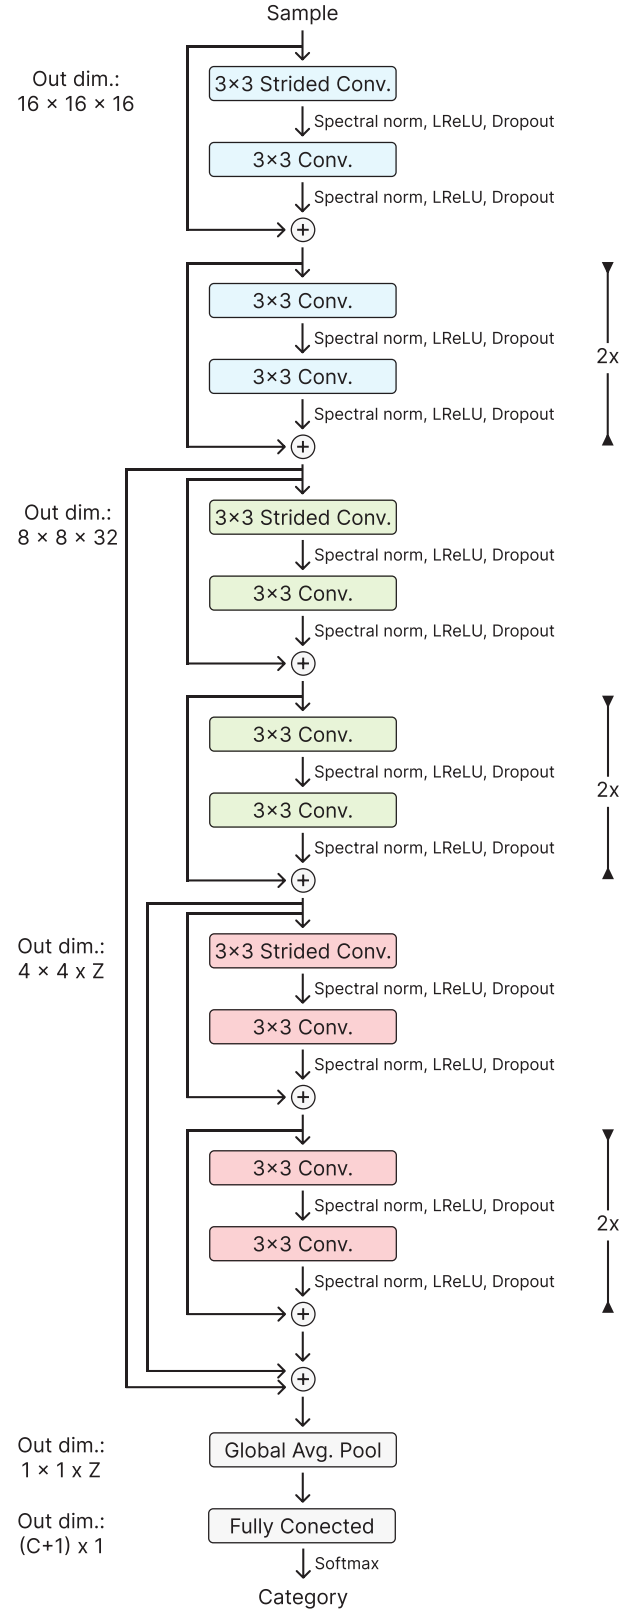 Sample
Out dim.:
16 × 16 × 16
3×3 Strided Conv.
Spectral norm, LReLU, Dropout
3×3 Conv.
Spectral norm, LReLU, Dropout
+
3×3 Conv.
Spectral norm, LReLU, Dropout
2x
3×3 Conv.
Spectral norm, LReLU, Dropout
+
Out dim.:
8 × 8 × 32
3×3 Strided Conv.
Spectral norm, LReLU, Dropout
3×3 Conv.
Spectral norm, LReLU, Dropout
+
3×3 Conv.
Spectral norm, LReLU, Dropout
2x
3×3 Conv.
Spectral norm, LReLU, Dropout
+
Out dim.:
4 × 4 x Z
3×3 Strided Conv.
Spectral norm, LReLU, Dropout
3×3 Conv.
Spectral norm, LReLU, Dropout
+
3×3 Conv.
Spectral norm, LReLU, Dropout
2x
3×3 Conv.
Spectral norm, LReLU, Dropout
+
+
Out dim.:
1 × 1 x Z
Global Avg. Pool
Out dim.:
(C+1) x 1
Fully Conected
Softmax
Category